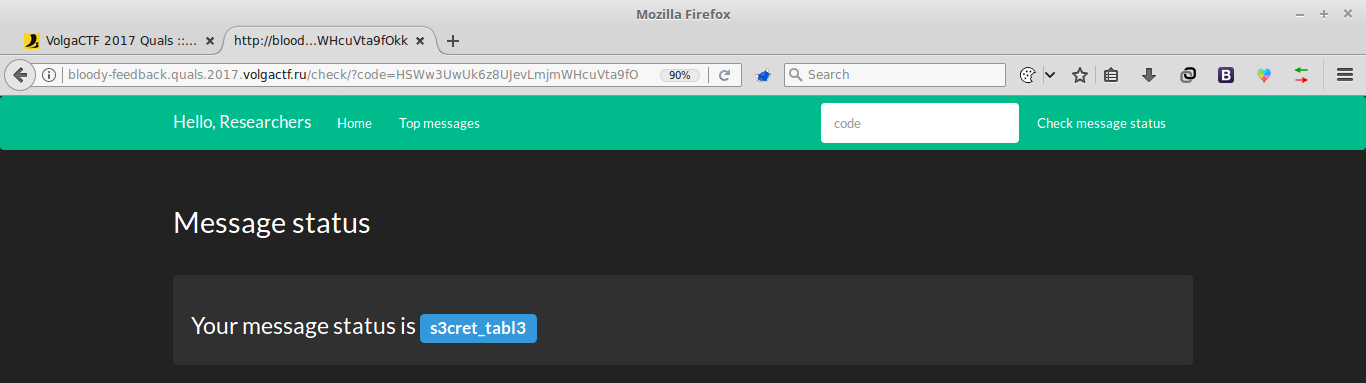 Mozilla Firefox
VolgaCTF 2017 Quals ::...
http://blood...WHcuVta9fOkk
bloody-feedback.quals.2017.volgactf.ru/check/?code=HSWw3UwUk6z8UJevLmjmWHcuVta9fO
90%
Search
Hello, Researchers Home Top messages code Check message status
Message status
Your message status is s3cret_tabl3